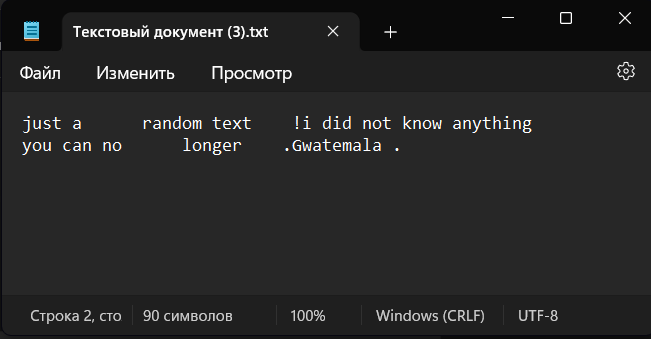 Текстовый документ (3).txt
Файл Изменить Просмотр
just a      random text    !i did not know anything
you can no      longer    .Gwatemala .
Строка 2, сто 90 символов 100% Windows (CRLF) UTF-8